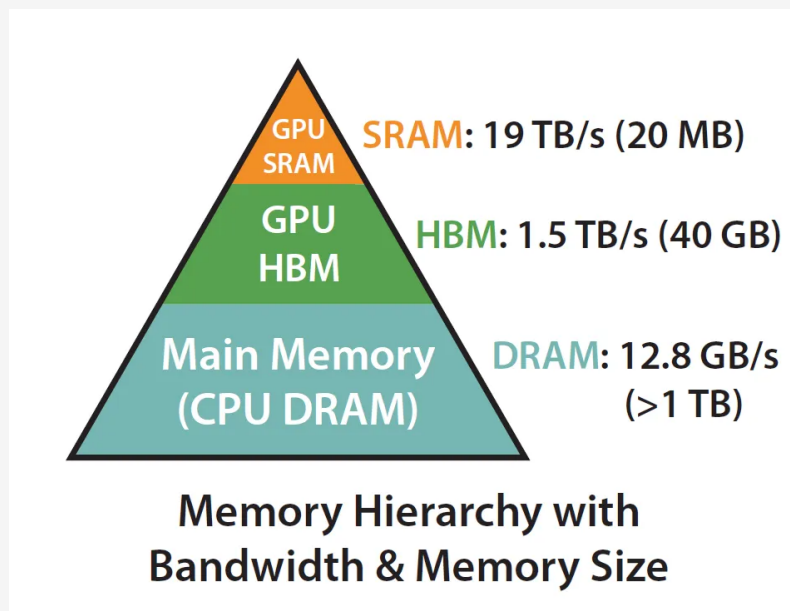 GPU
SRAM
SRAM: 19 TB/s (20 MB)
GPU
HBM
HBM: 1.5 TB/s (40 GB)
Main Memory
(CPU DRAM)
DRAM: 12.8 GB/s
(>1 TB)
Memory Hierarchy with
Bandwidth & Memory Size